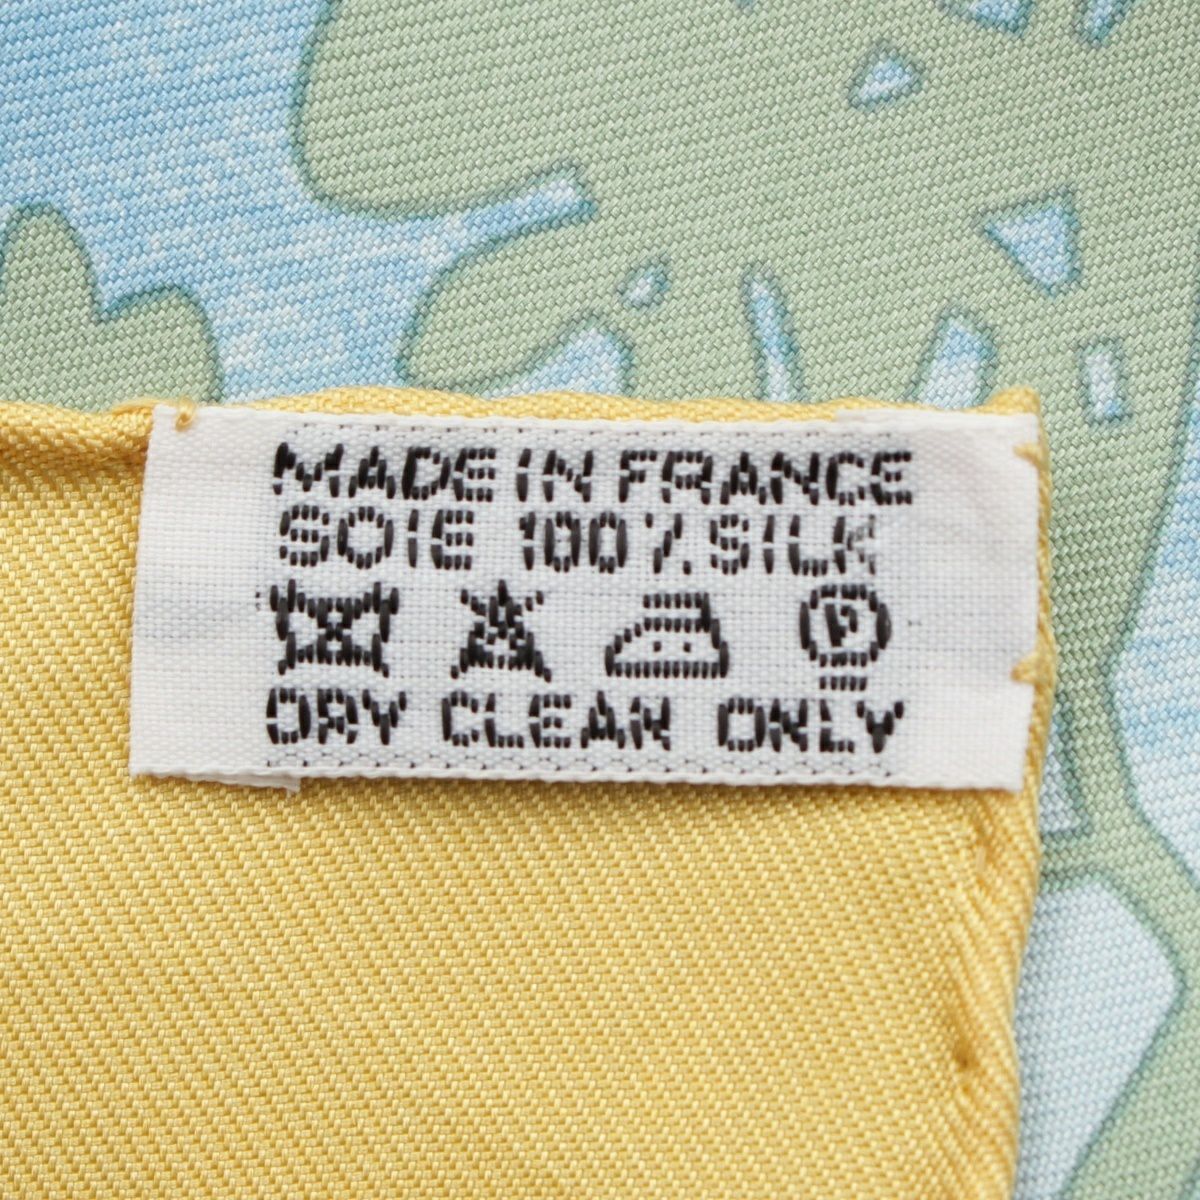 MADE IN FRANCE
SOIE 100% SILK
P
DRY CLEAN ONLY